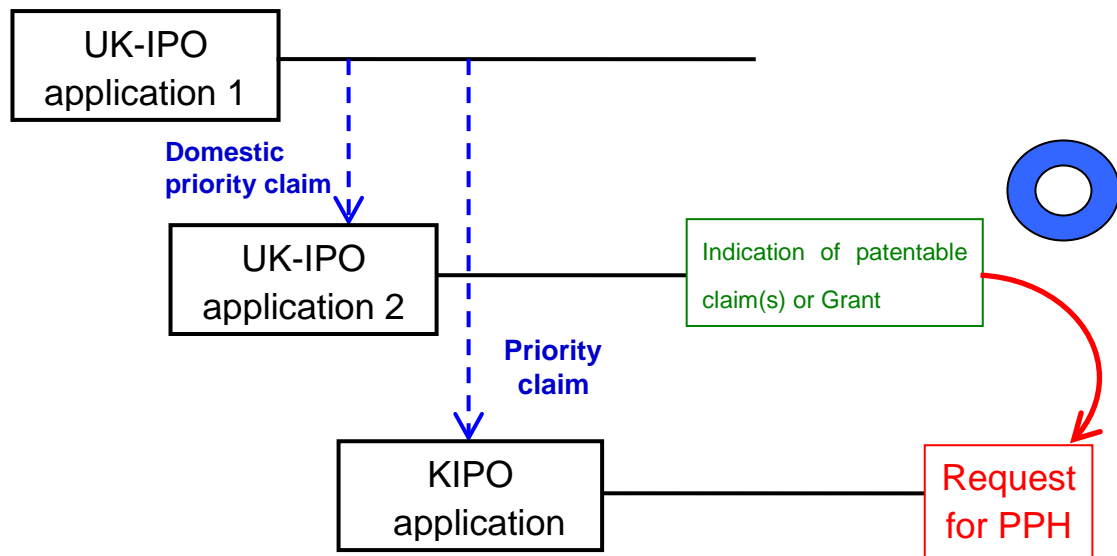 UK-IPO
application 1
Domestic
priority claim
UK-IPO
application 2
Indication of patentable
claim(s) or Grant
Priority
claim
KIPO
application
Request
for PPH